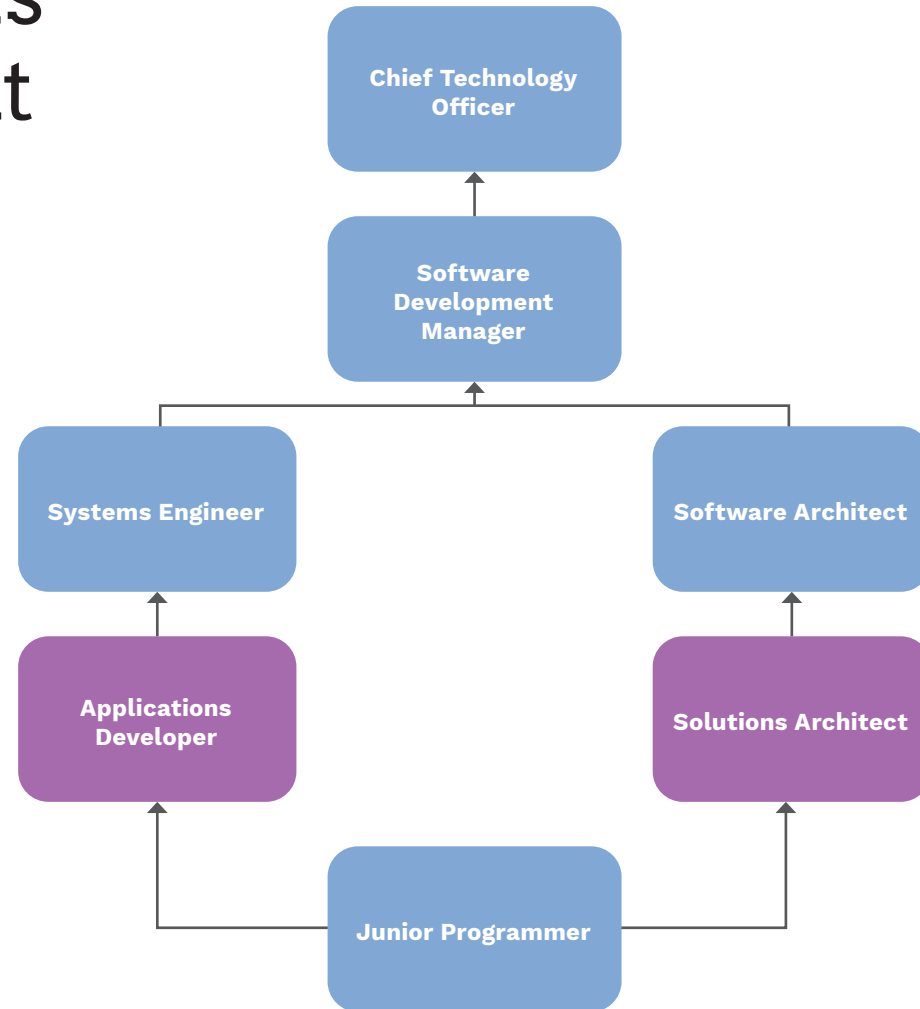 Chief Technology
Officer
Software
Development
Manager
Systems Engineer
Software Architect
Applications
Developer
Solutions Architect
Junior Programmer